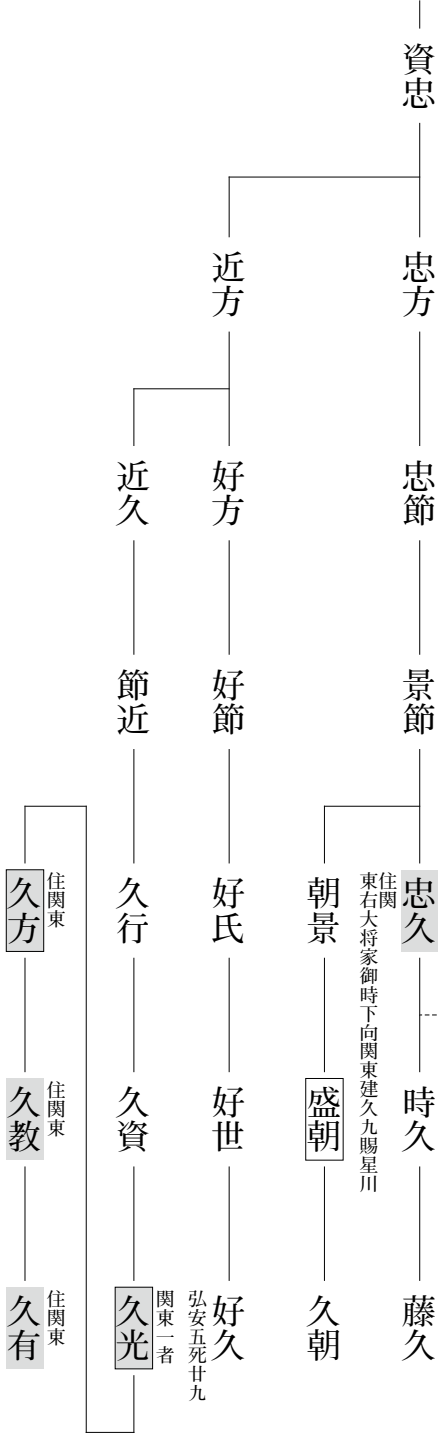 資忠
忠方
忠節
景節
忠久
住関
東右大将家御時下向関東建久九賜星川
時久
藤久
朝景
盛朝
久朝
近方
好方
好節
好氏
好世
好久
弘安五死廿九
近久
節近
久行
久資
久光
関東一者
久方
住関東
久教
住関東
久有
住関東